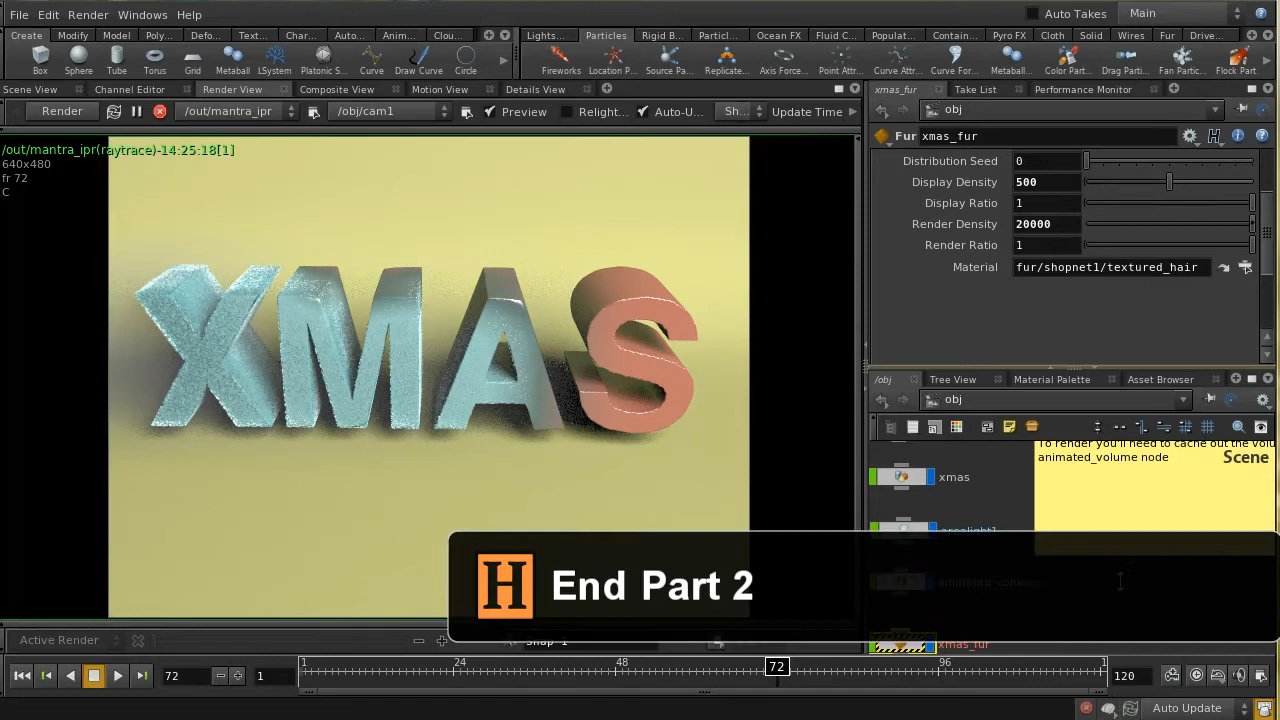 File Edit Render Windows Help
Auto Takes Main
Create Modify Model Poly... Defo... Text... Char... Auto... Anim... Clou...
Lights... Particles Rigid B... Particl... Ocean FX Fluid C... Populat... Contain... Pyro FX Cloth Solid Wires Fur Drive...
Box Sphere Tube Torus Grid Metaball LSystem Platonic S... Curve Draw Curve Circle
Fireworks Location P... Source Pa... Replicate... Axis Force... Point Attr... Curve Attr... Curve For... Metaball... Color Part... Drag Parti... Fan Partic... Flock Part.
Scene View Channel Editor Render View Composite View Motion View Details View
xmas_fur Take List Performance Monitor
Render /out/mantra_ipr /obj/cam1 Preview Relight... Auto-U... Sh... Update Time
obj
Fur xmas_fur
/out/mantra_ipr(raytrace)-14:25:18[1]
640x480
fr 72
C
Distribution Seed 0
Display Density 500
Display Ratio 1
Render Density 20000
Render Ratio 1
Material fur/shopnet1/textured_hair
XMAS
/obj Tree View Material Palette Asset Browser
obj
To render you'll need to cache out the volu
animated_volume node
Scene
xmas
arealight1
animated_volume
xmas_fur
H End Part 2
Active Render Snap 1
1 24 48 72 96 1
72 1 120
Auto Update